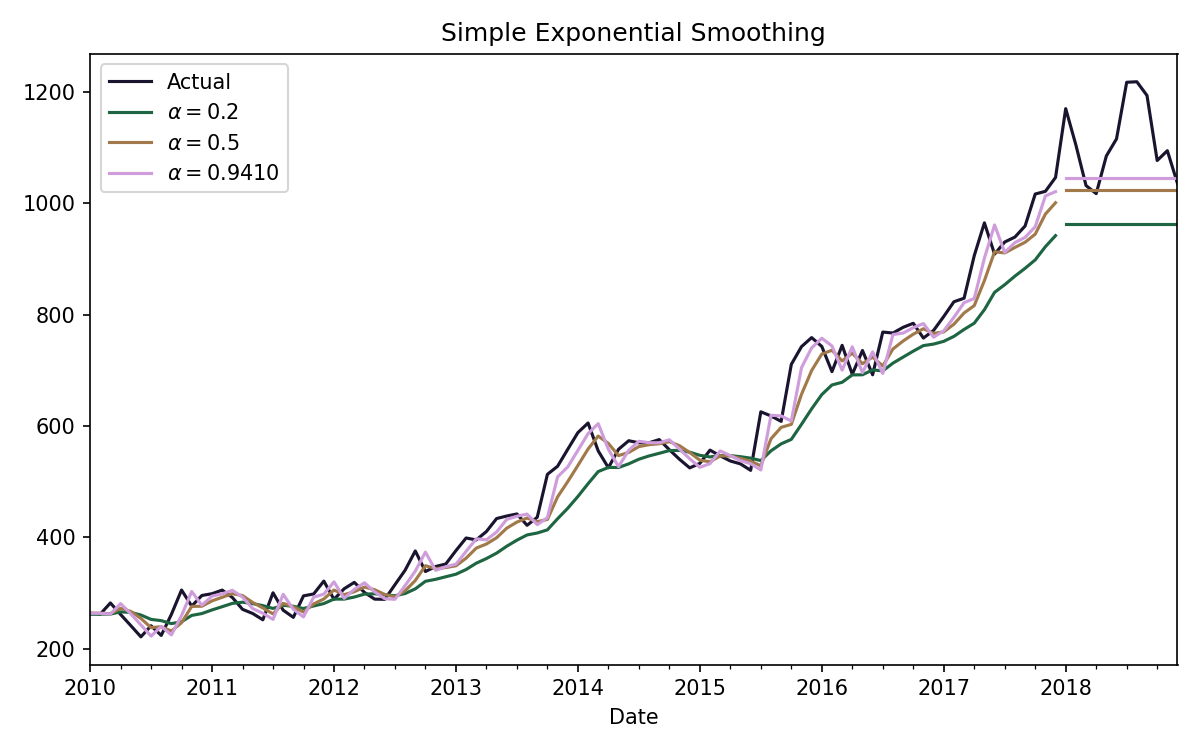 Simple Exponential Smoothing
Actual
α = 0.2
α = 0.5
α = 0.9410
1200
1000
800
600
400
200
2010 2011 2012 2013 2014 2015 2016 2017 2018
Date